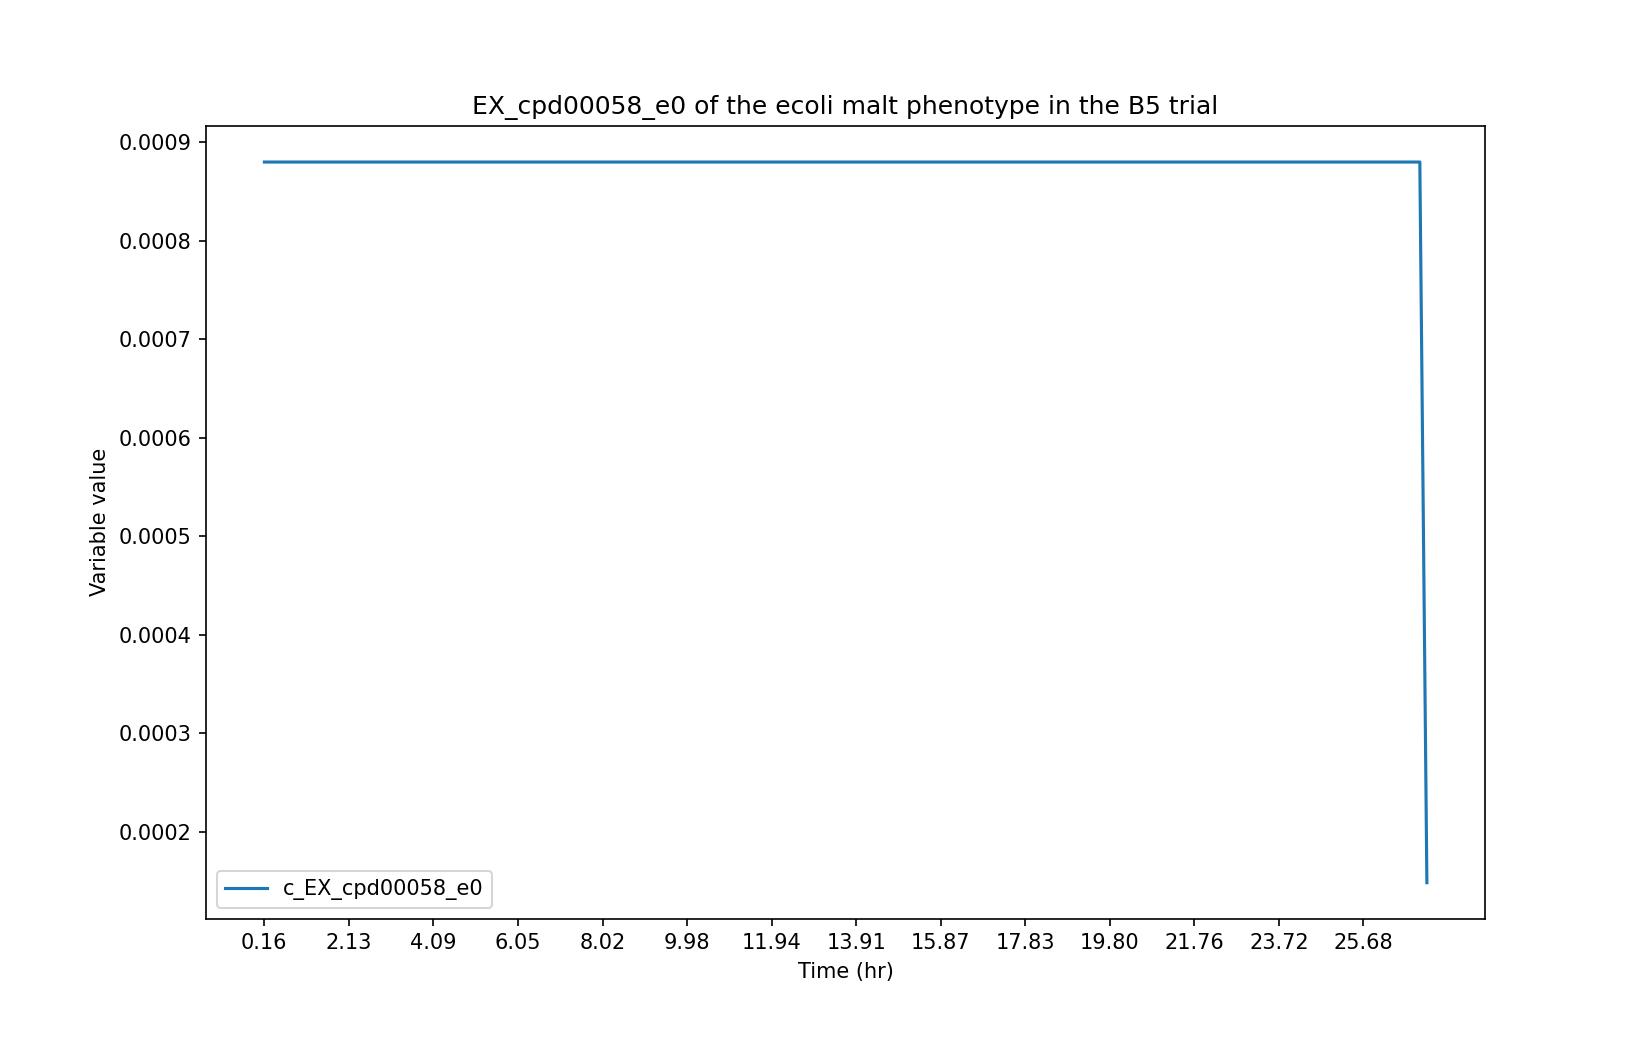 EX_cpd00058_e0 of the ecoli malt phenotype in the B5 trial
0.0009
0.0008
0.0007
0.0006
0.0005
0.0004
0.0003
0.0002
Variable value
c_EX_cpd00058_e0
0.16 2.13 4.09 6.05 8.02 9.98 11.94 13.91 15.87 17.83 19.80 21.76 23.72 25.68
Time (hr)